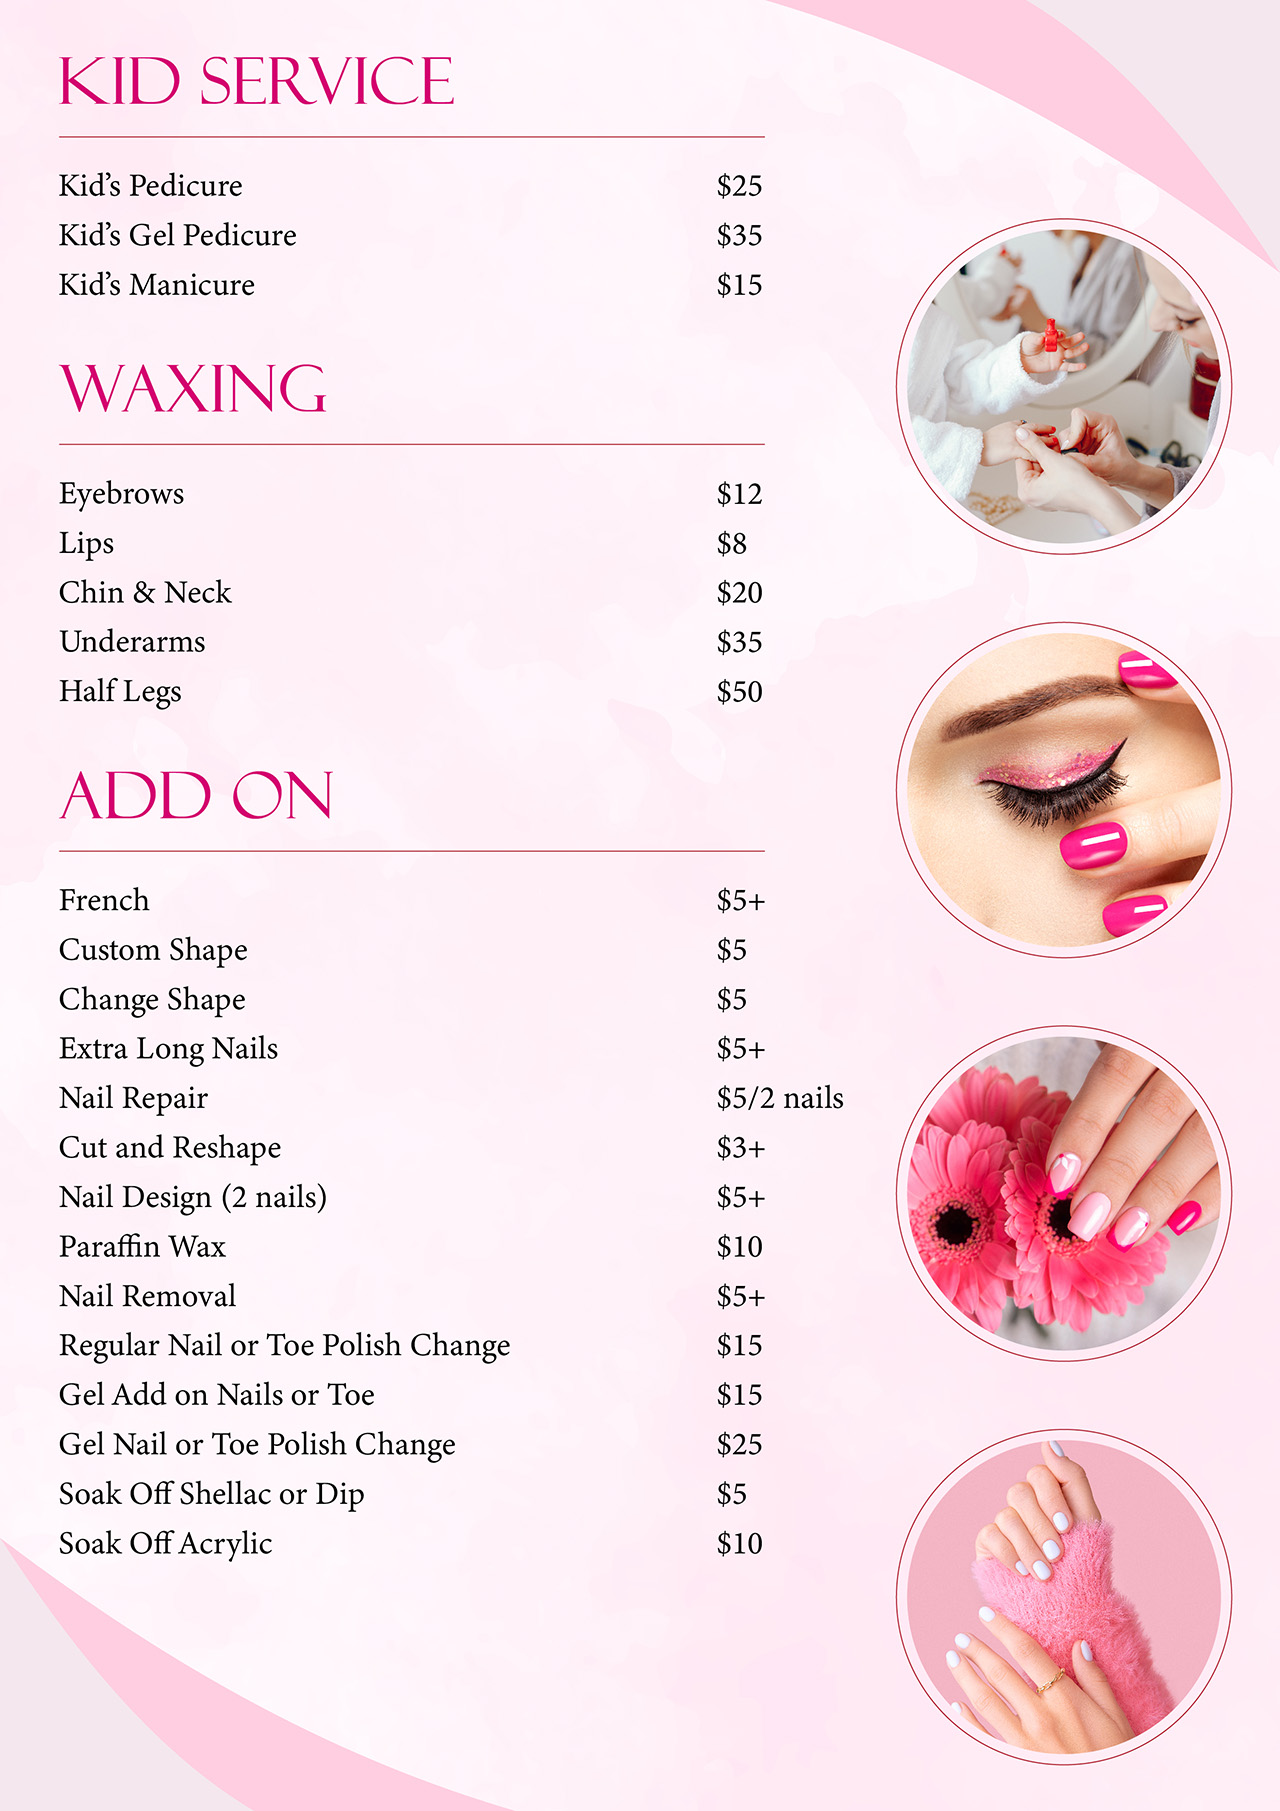 KID SERVICE
Kid’s Pedicure $25
Kid’s Gel Pedicure $35
Kid’s Manicure $15
WAXING
Eyebrows $12
Lips $8
Chin & Neck $20
Underarms $35
Half Legs $50
ADD ON
French $5+
Custom Shape $5
Change Shape $5
Extra Long Nails $5+
Nail Repair $5/2 nails
Cut and Reshape $3+
Nail Design (2 nails) $5+
Paraffin Wax $10
Nail Removal $5+
Regular Nail or Toe Polish Change $15
Gel Add on Nails or Toe $15
Gel Nail or Toe Polish Change $25
Soak Off Shellac or Dip $5
Soak Off Acrylic $10